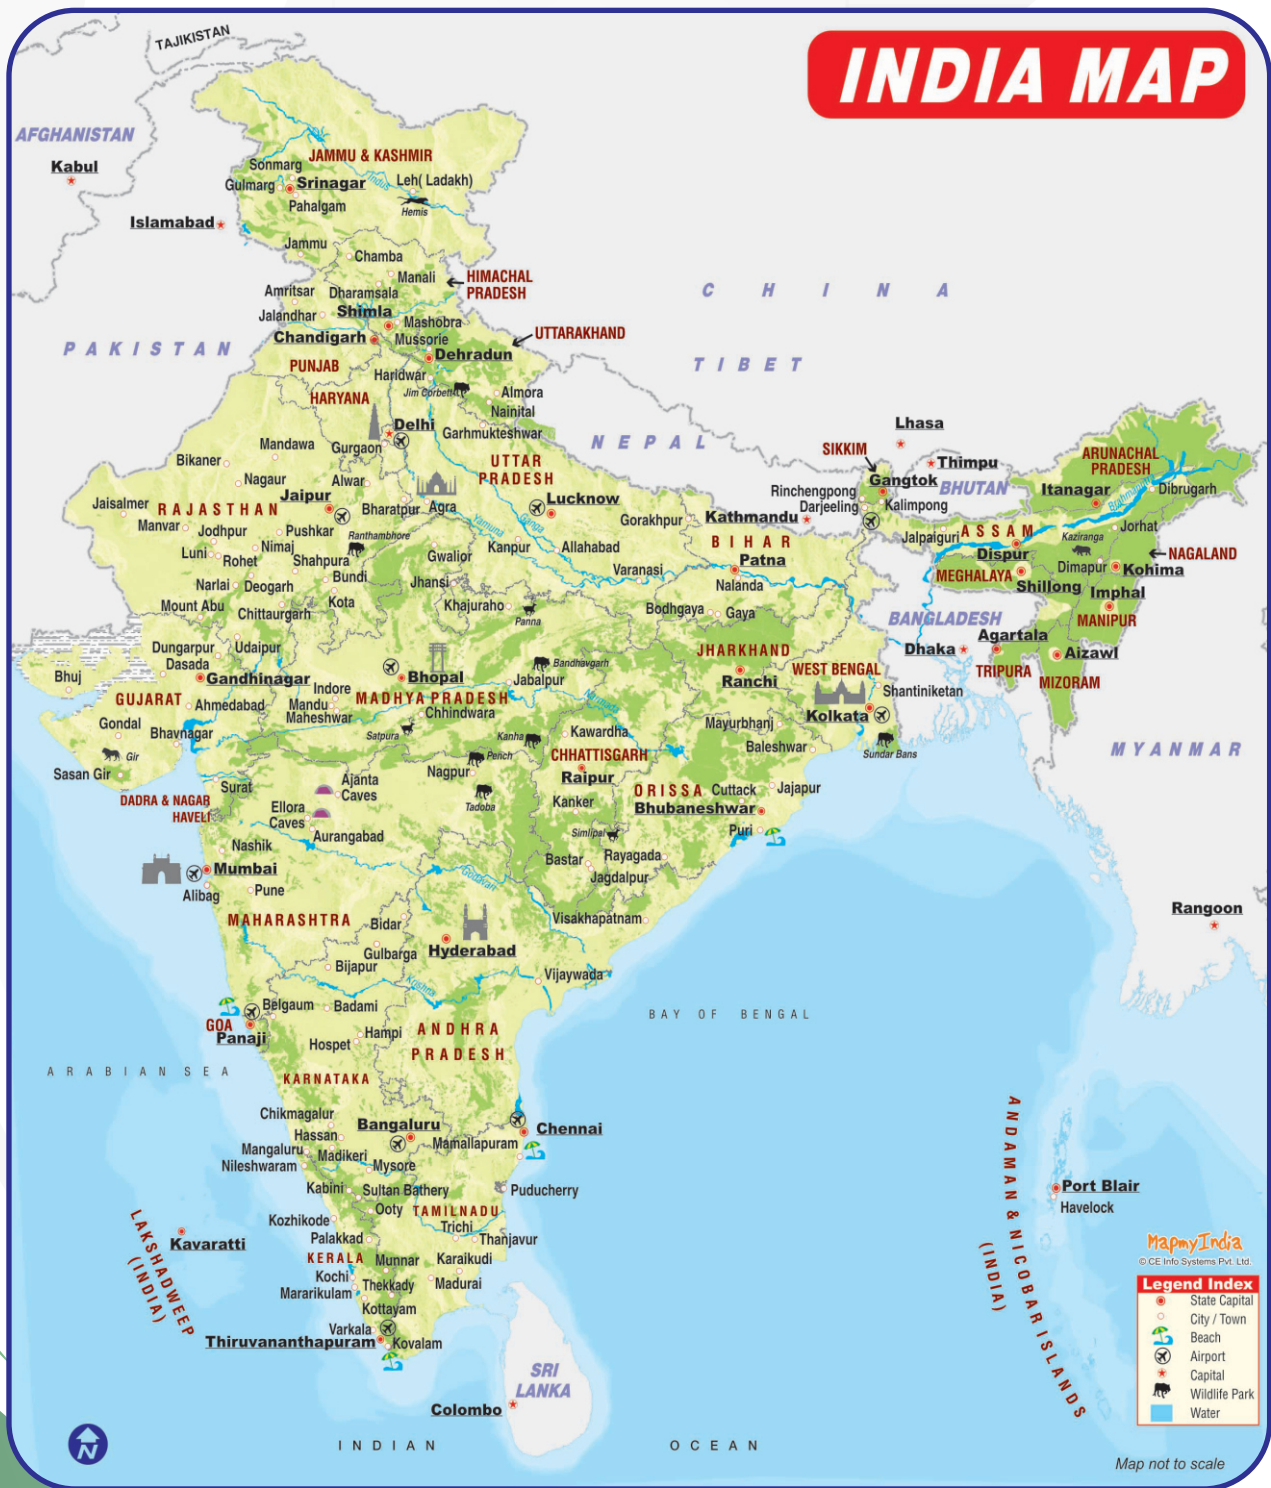 INDIA MAP
TAJIKISTAN
AFGHANISTAN
Kabul
Islamabad
JAMMU & KASHMIR
Sonmarg
Gulmarg
Srinagar
Leh( Ladakh)
Indus
Pahalgam
Hemis
Jammu
Chamba
Manali
HIMACHAL
PRADESH
Amritsar
Dharamsala
Jalandhar
Shimla
Mashobra
Chandigarh
Mussorie
UTTARAKHAND
Dehradun
PAKISTAN
CHINA
TIBET
PUNJAB
Haridwar
HARYANA
Jim Corbett
Almora
Nainital
Delhi
Garhmukteshwar
Gurgaon
NEPAL
Lhasa
SIKKIM
Thimpu
Gangtok
BHUTAN
ARUNACHAL
PRADESH
Itanagar
Brahmaputra
Dibrugarh
Mandawa
Bikaner
UTTAR
PRADESH
Nagaur
Alwar
Jaisalmer
Jaipur
RAJASTHAN
Bharatpur
Agra
Lucknow
Rinchengpong
Darjeeling
Kalimpong
Manvar
Jodhpur
Pushkar
Ranthambhore
Yamuna
Ganga
Gorakhpur
Kathmandu
Jalpaiguri
ASSAM
Jorhat
Kaziranga
Luni
Nimaj
Rohet
Shahpura
Gwalior
Kanpur
Allahabad
BIHAR
Patna
Dispur
Dimapur
NAGALAND
Kohima
Narlai
Deogarh
Bundi
Jhansi
Varanasi
Nalanda
MEGHALAYA
Shillong
Imphal
Mount Abu
Chittaurgarh
Kota
Khajuraho
Panna
Bodhgaya
Gaya
BANGLADESH
MANIPUR
Dungarpur
Udaipur
Dasada
Agartala
Dhaka
Aizawl
TRIPURA
MIZORAM
Bhuj
Gandhinagar
Bhopal
Bandhavgarh
Jabalpur
JHARKHAND
Ranchi
WEST BENGAL
Shantiniketan
GUJARAT
Ahmedabad
Indore
Mandu
Maheshwar
MADHYA PRADESH
Chhindwara
Narmada
Kolkata
Gondal
Bhavnagar
Satpura
Kanha
Kawardha
Mayurbhanj
Baleshwar
Sundar Bans
MYANMAR
Gir
Sasan Gir
Pench
CHHATTISGARH
Raipur
Nagpur
Surat
Ajanta
Caves
Tadoba
ORISSA
Cuttack
Jajapur
DADRA & NAGAR
HAVELI
Ellora
Caves
Aurangabad
Kanker
Bhubaneshwar
Nashik
Simlipal
Puri
Mumbai
Bastar
Rayagada
Jagdalpur
Alibag
Pune
Godavari
MAHARASHTRA
Bidar
Visakhapatnam
Rangoon
Hyderabad
Gulbarga
Bijapur
Vijaywada
Krishna
Belgaum
Badami
GOA
Panaji
Hampi
Hospet
ANDHRA
PRADESH
BAY OF BENGAL
ARABIAN SEA
KARNATAKA
Chikmagalur
Bangaluru
Chennai
Hassan
Mamallapuram
Mangaluru
Madikeri
Nileshwaram
Mysore
Kabini
Sultan Bathery
Puducherry
Ooty
TAMILNADU
Kozhikode
Trichi
Palakkad
Thanjavur
KERALA
Munnar
Karaikudi
Kochi
Thekkady
Madurai
Mararikulam
Kottayam
Varkala
Thiruvananthapuram
Kovalam
LAKSHADWEEP
(INDIA)
Kavaratti
SRI
LANKA
Colombo
ANDAMAN & NICOBAR ISLANDS
(INDIA)
Port Blair
Havelock
INDIAN OCEAN
N
MapmyIndia
© CE Info Systems Pvt. Ltd.
Legend Index
State Capital
City / Town
Beach
Airport
Capital
Wildlife Park
Water
Map not to scale